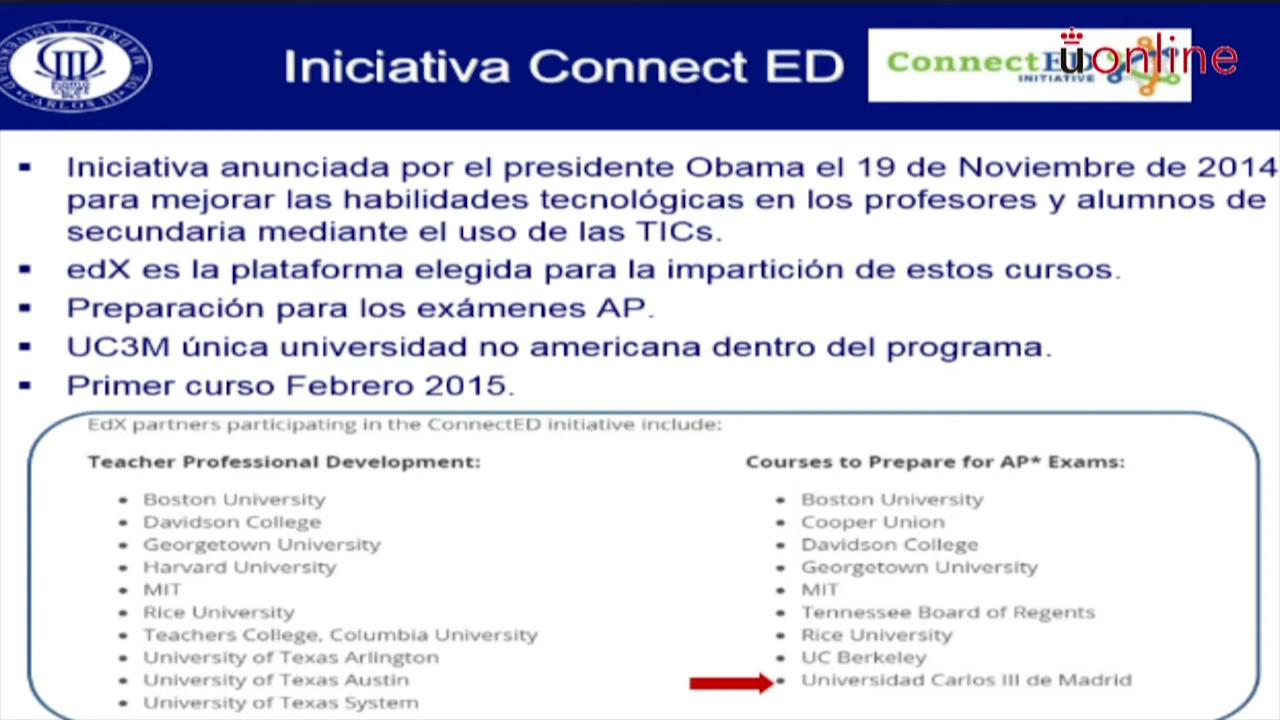 Iniciativa Connect ED
ConnectED
INITIATIVE
uonline
CARLOS III
Iniciativa anunciada por el presidente Obama el 19 de Noviembre de 2014
para mejorar las habilidades tecnológicas en los profesores y alumnos de
secundaria mediante el uso de las TICs.
edX es la plataforma elegida para la impartición de estos cursos.
Preparación para los exámenes AP.
UC3M única universidad no americana dentro del programa.
Primer curso Febrero 2015.
EdX partners participating in the ConnectED initiative include:
Teacher Professional Development:
Boston University
Davidson College
Georgetown University
Harvard University
MIT
Rice University
Teachers College, Columbia University
University of Texas Arlington
University of Texas Austin
University of Texas System
Courses to Prepare for AP* Exams:
Boston University
Cooper Union
Davidson College
Georgetown University
MIT
Tennessee Board of Regents
Rice University
UC Berkeley
Universidad Carlos III de Madrid